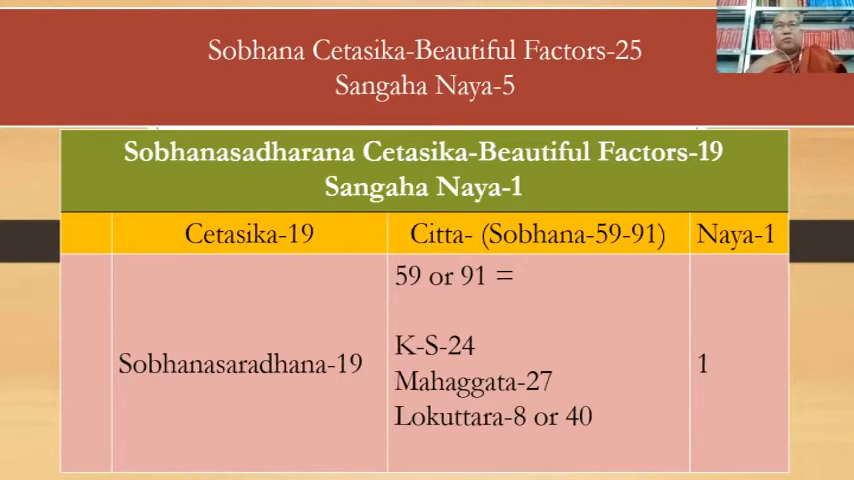 Sobhana Cetasika-Beautiful Factors-25
Sangaha Naya-5
Sobhanasadharana Cetasika-Beautiful Factors-19
Sangaha Naya-1
Cetasika-19
Citta- (Sobhana-59-91)
Naya-1
Sobhanasaradhana-19
59 or 91 =
K-S-24
Mahaggata-27
Lokuttara-8 or 40
1